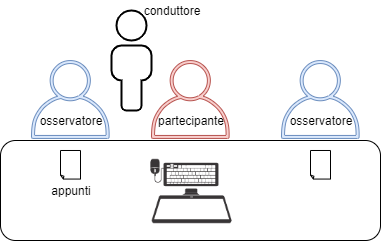 conduttore
osservatore
partecipante
osservatore
appunti